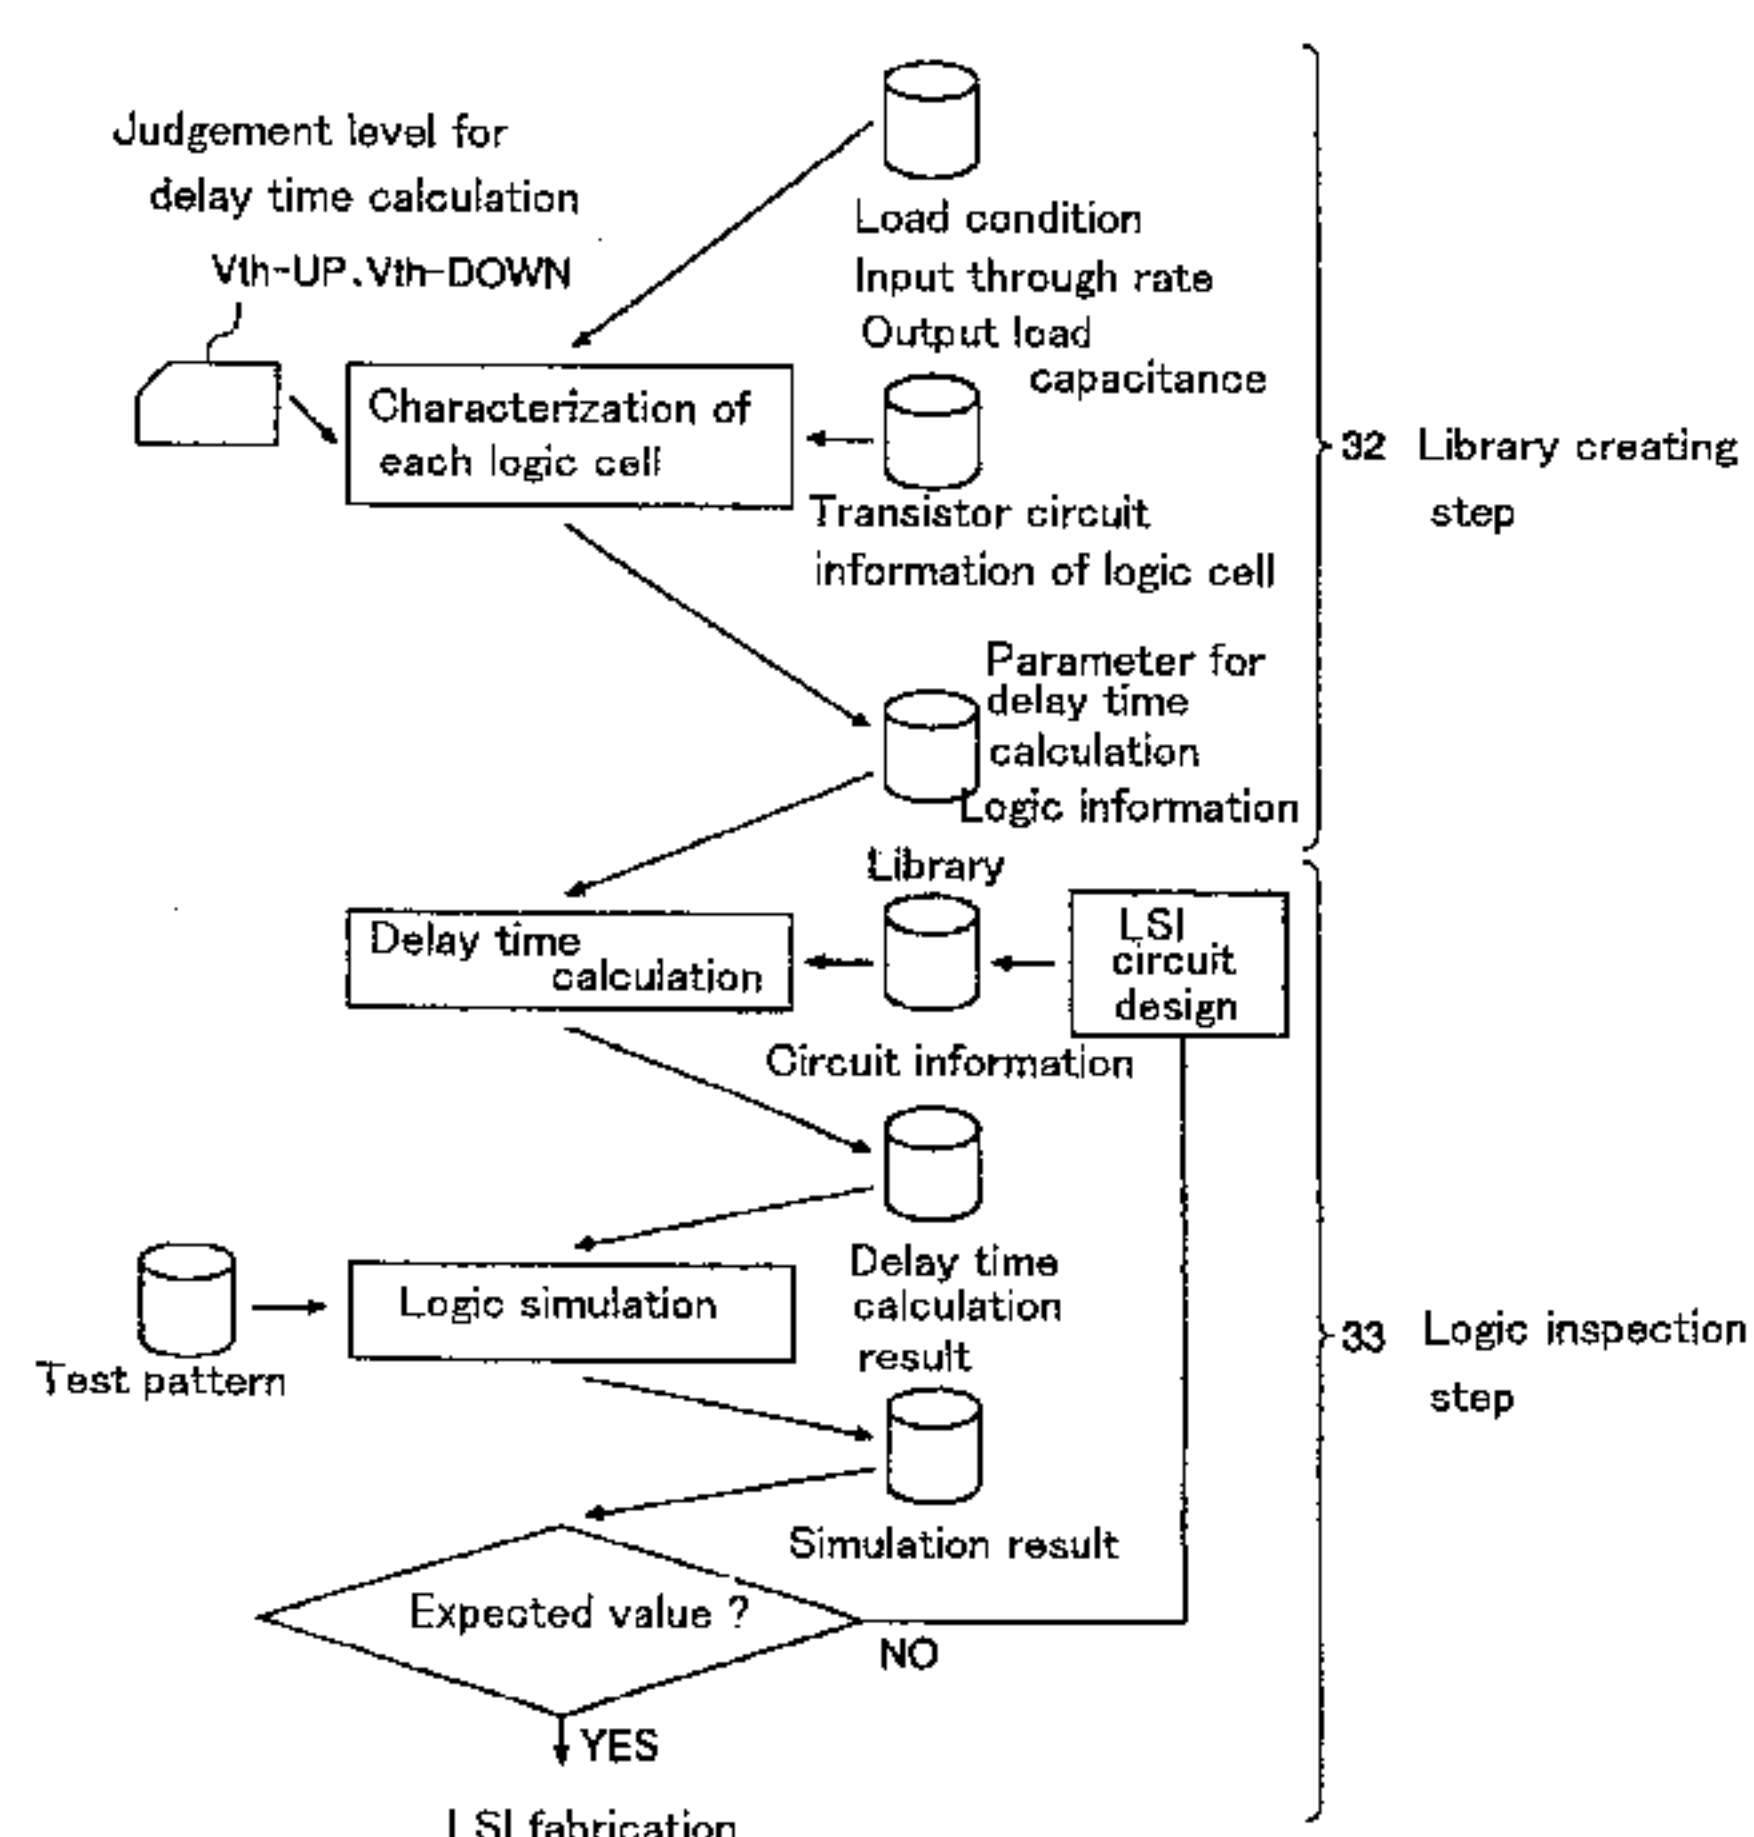 Judgement level for
delay time calculation
Vth-UP.Vth-DOWN
Load condition
Input through rate
Output load
capacitance
Characterization of
each logic cell
Transistor circuit
information of logic cell
32 Library creating
step
Parameter for
delay time
calculation
Logic information
Library
Delay time
calculation
LSI
circuit
design
Circuit information
Test pattern
Logic simulation
Delay time
calculation
result
33 Logic inspection
step
Simulation result
Expected value ?
NO
YES
LSI fabrication